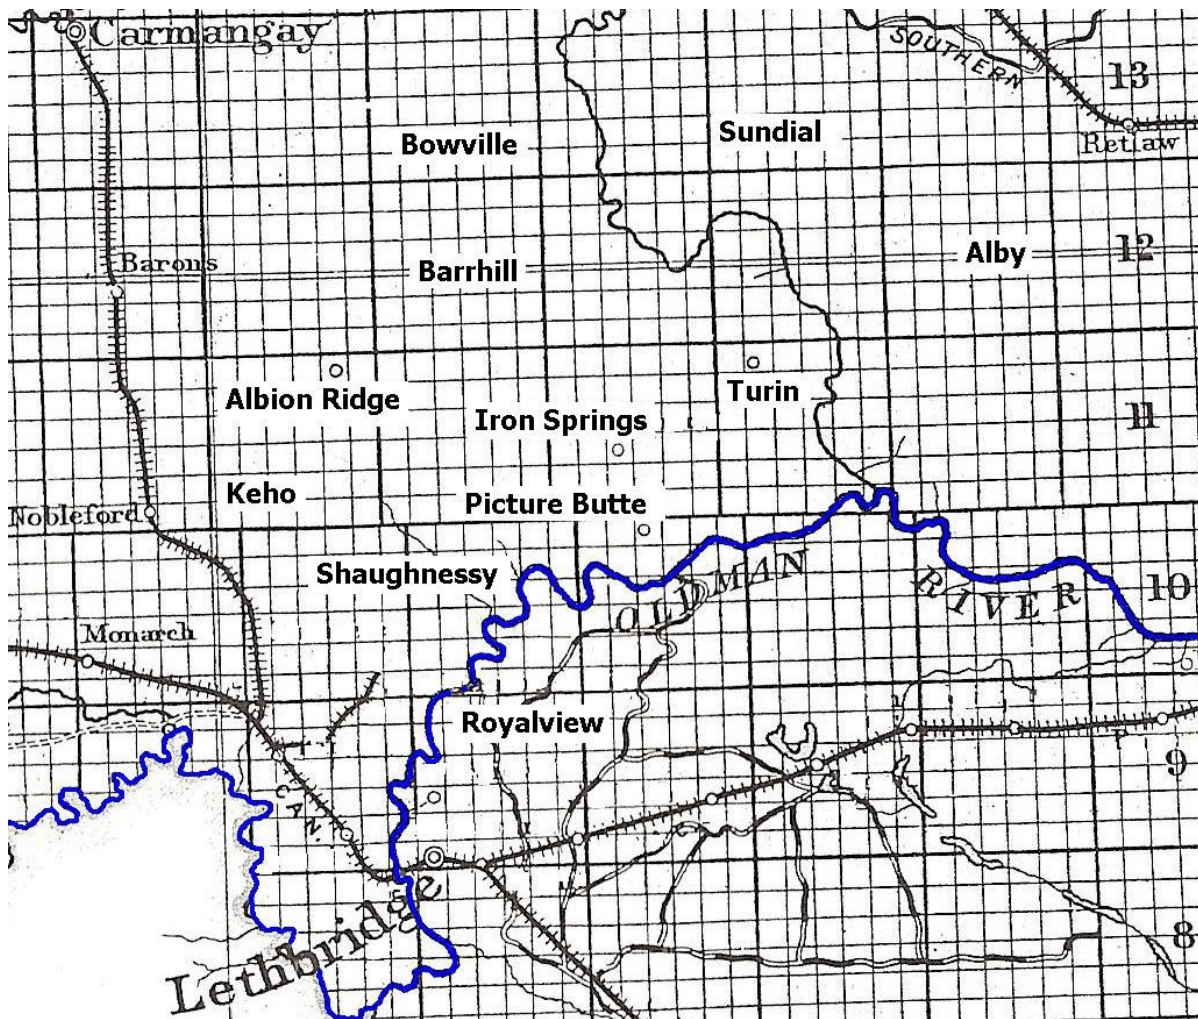 Carmangay
SOUTHERN
13
Retlaw
Bowville
Sundial
Barons
Barrhill
Alby
12
Albion Ridge
Turin
Iron Springs
11
Keho
Picture Butte
Nobleford
Shaughnessy
OLDMAN
RIVER
10
Monarch
Royalview
9
CAN.
Lethbridge
8